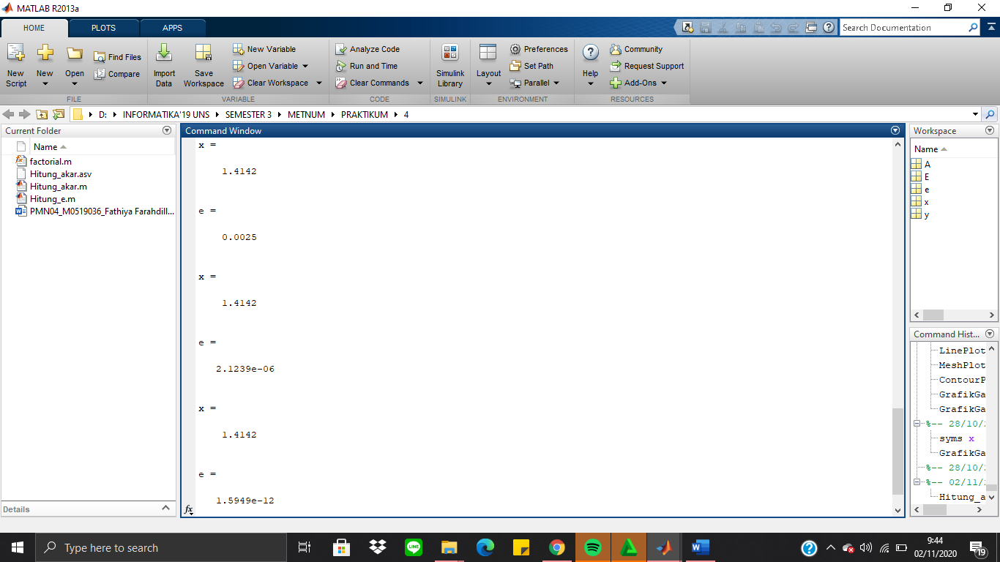 MATLAB R2013a
HOME PLOTS APPS
Search Documentation
New Script
New
Open
Find Files
Compare
FILE
Import Data
Save Workspace
New Variable
Open Variable
Clear Workspace
VARIABLE
Analyze Code
Run and Time
Clear Commands
CODE
Simulink Library
SIMULINK
Layout
Preferences
Set Path
Parallel
ENVIRONMENT
Help
Community
Request Support
Add-Ons
RESOURCES
D: INFORMATIKA'19 UNS SEMESTER 3 METNUM PRAKTIKUM 4
Current Folder
Name
factorial.m
Hitung_akar.asv
Hitung_akar.m
Hitung_e.m
PMN04_M0519036_Fathiya Farahdill...
Details
Command Window
x =
1.4142
e =
0.0025
x =
1.4142
e =
2.1239e-06
x =
1.4142
e =
1.5949e-12
fx
Workspace
Name
A
E
e
x
y
Command Hist...
LinePlot
MeshPlot
ContourP
GrafikGa
GrafikGa
%-- 28/10/2
syms x
GrafikGa
%-- 28/10/2
%-- 02/11/2
Hitung_a
Type here to search
LINE
9:44
02/11/2020
19